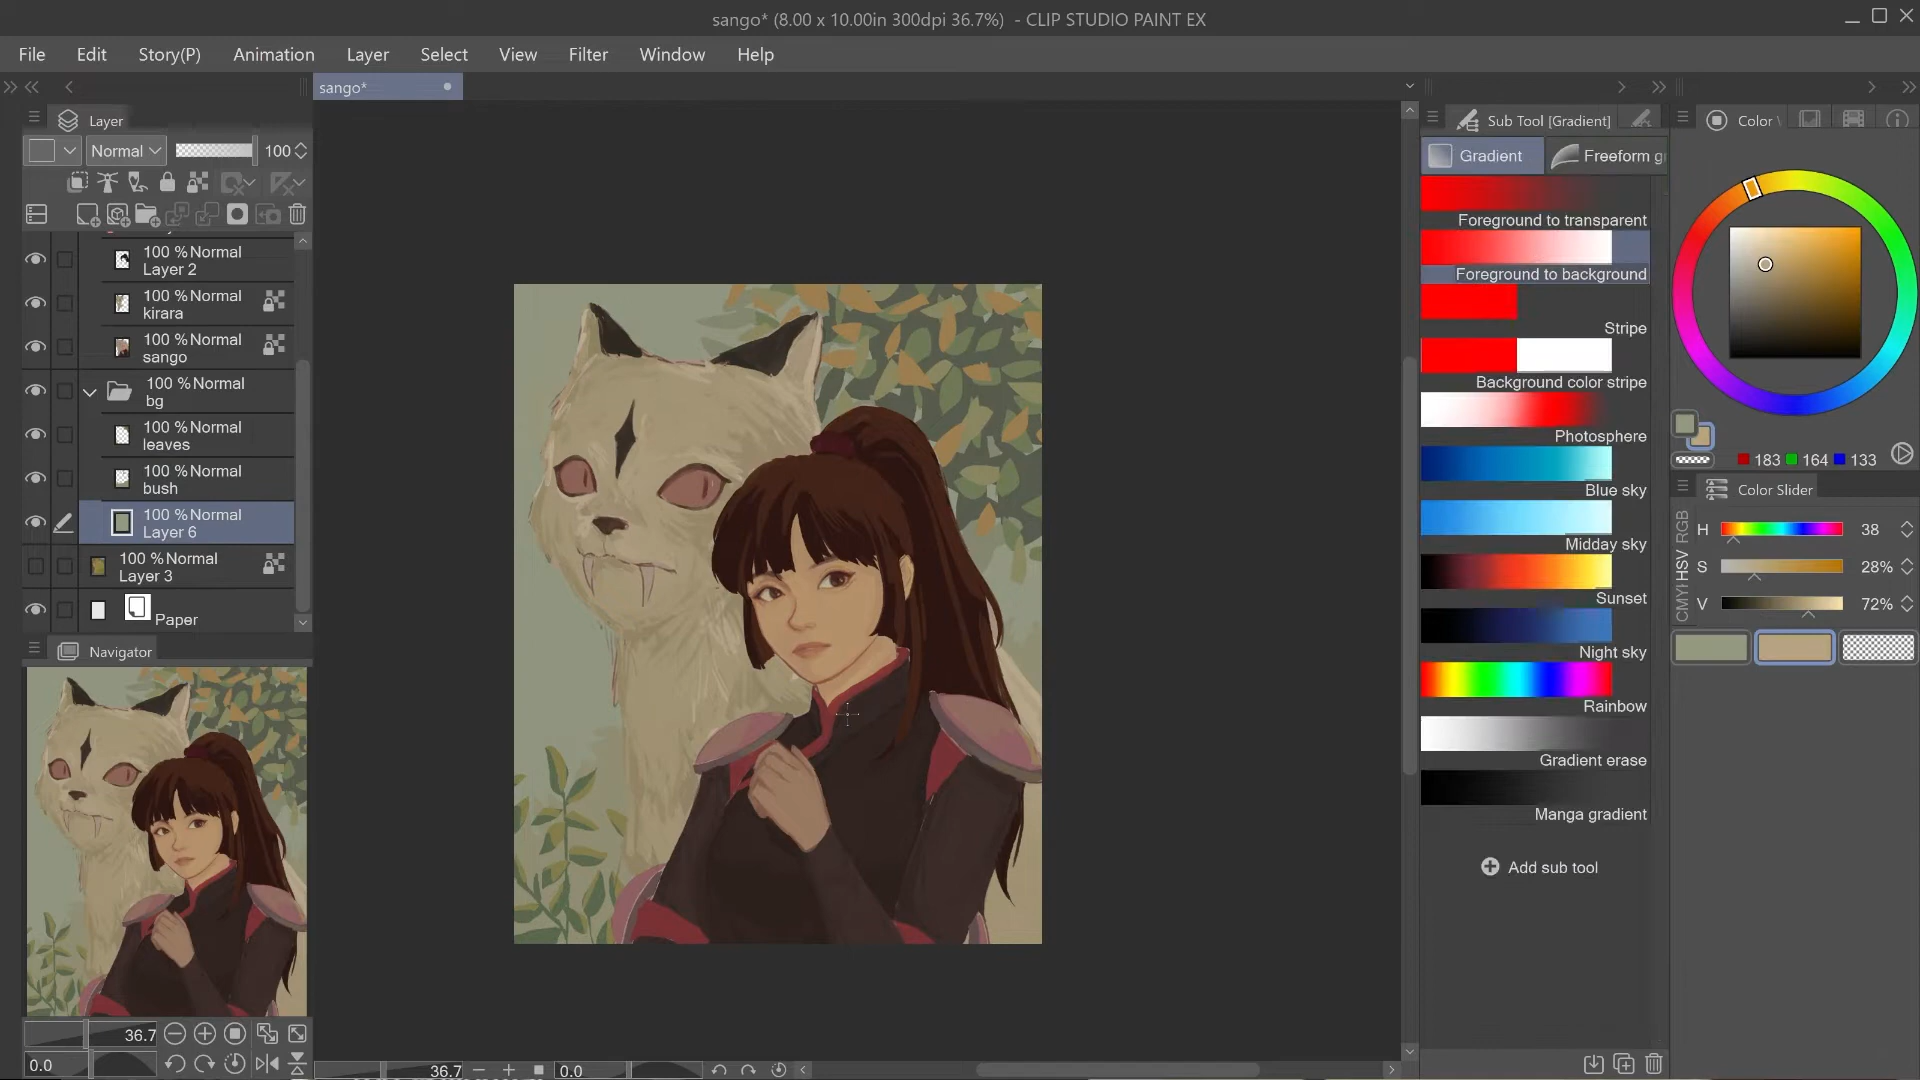 sango* (8.00 x 10.00in 300dpi 36.7%) - CLIP STUDIO PAINT EX
File Edit Story(P) Animation Layer Select View Filter Window Help
sango*
Layer
Normal 100
100 %Normal
Layer 2
100 %Normal
kirara
100 %Normal
sango
100 %Normal
bg
100 %Normal
leaves
100 %Normal
bush
100 %Normal
Layer 6
100 %Normal
Layer 3
Paper
Navigator
36.7
0.0
36.7 0.0
Sub Tool [Gradient]
Gradient Freeform g
Foreground to transparent
Foreground to background
Stripe
Background color stripe
Photosphere
Blue sky
Midday sky
Sunset
Night sky
Rainbow
Gradient erase
Manga gradient
Add sub tool
Color
183 164 133
Color Slider
RGB
HSV
CMYK
H 38
S 28%
V 72%